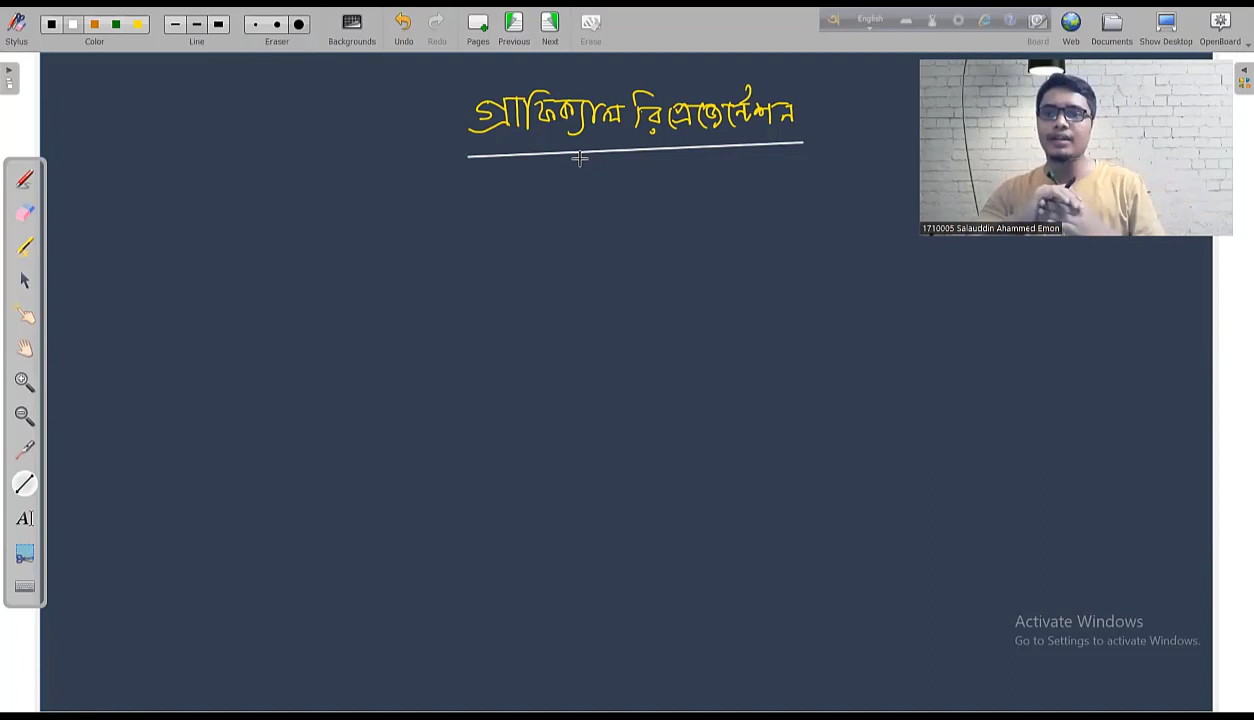 Stylus Color Line Eraser Backgrounds Undo Redo Pages Previous Next Erase Board Web Documents Show Desktop OpenBoard
English
গ্রাফিক্যাল রিপ্রেজেন্টেশন
1710005 Salauddin Ahammed Emon
A
Activate Windows
Go to Settings to activate Windows.